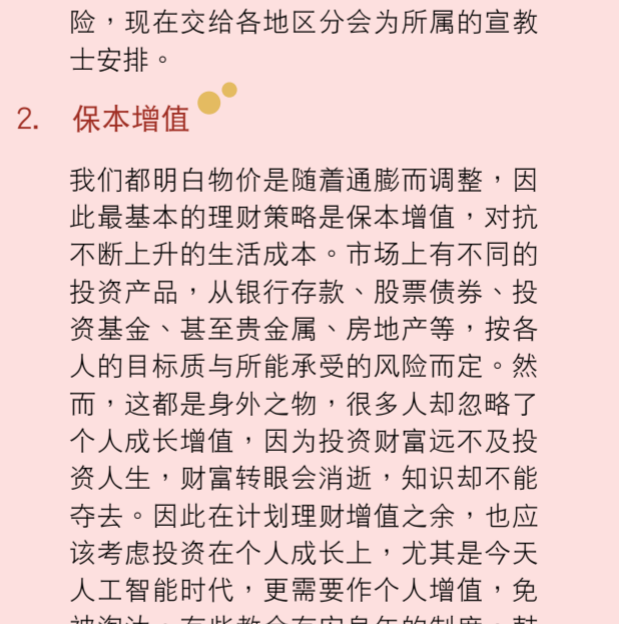 险，现在交给各地区分会为所属的宣教
士安排。
2. 保本增值
我们都明白物价是随着通膨而调整，因
此最基本的理财策略是保本增值，对抗
不断上升的生活成本。市场上有不同的
投资产品，从银行存款、股票债券、投
资基金、甚至贵金属、房地产等，按各
人的目标质与所能承受的风险而定。然
而，这都是身外之物，很多人却忽略了
个人成长增值，因为投资财富远不及投
资人生，财富转眼会消逝，知识却不能
夺去。因此在计划理财增值之余，也应
该考虑投资在个人成长上，尤其是今天
人工智能时代，更需要作个人增值，免